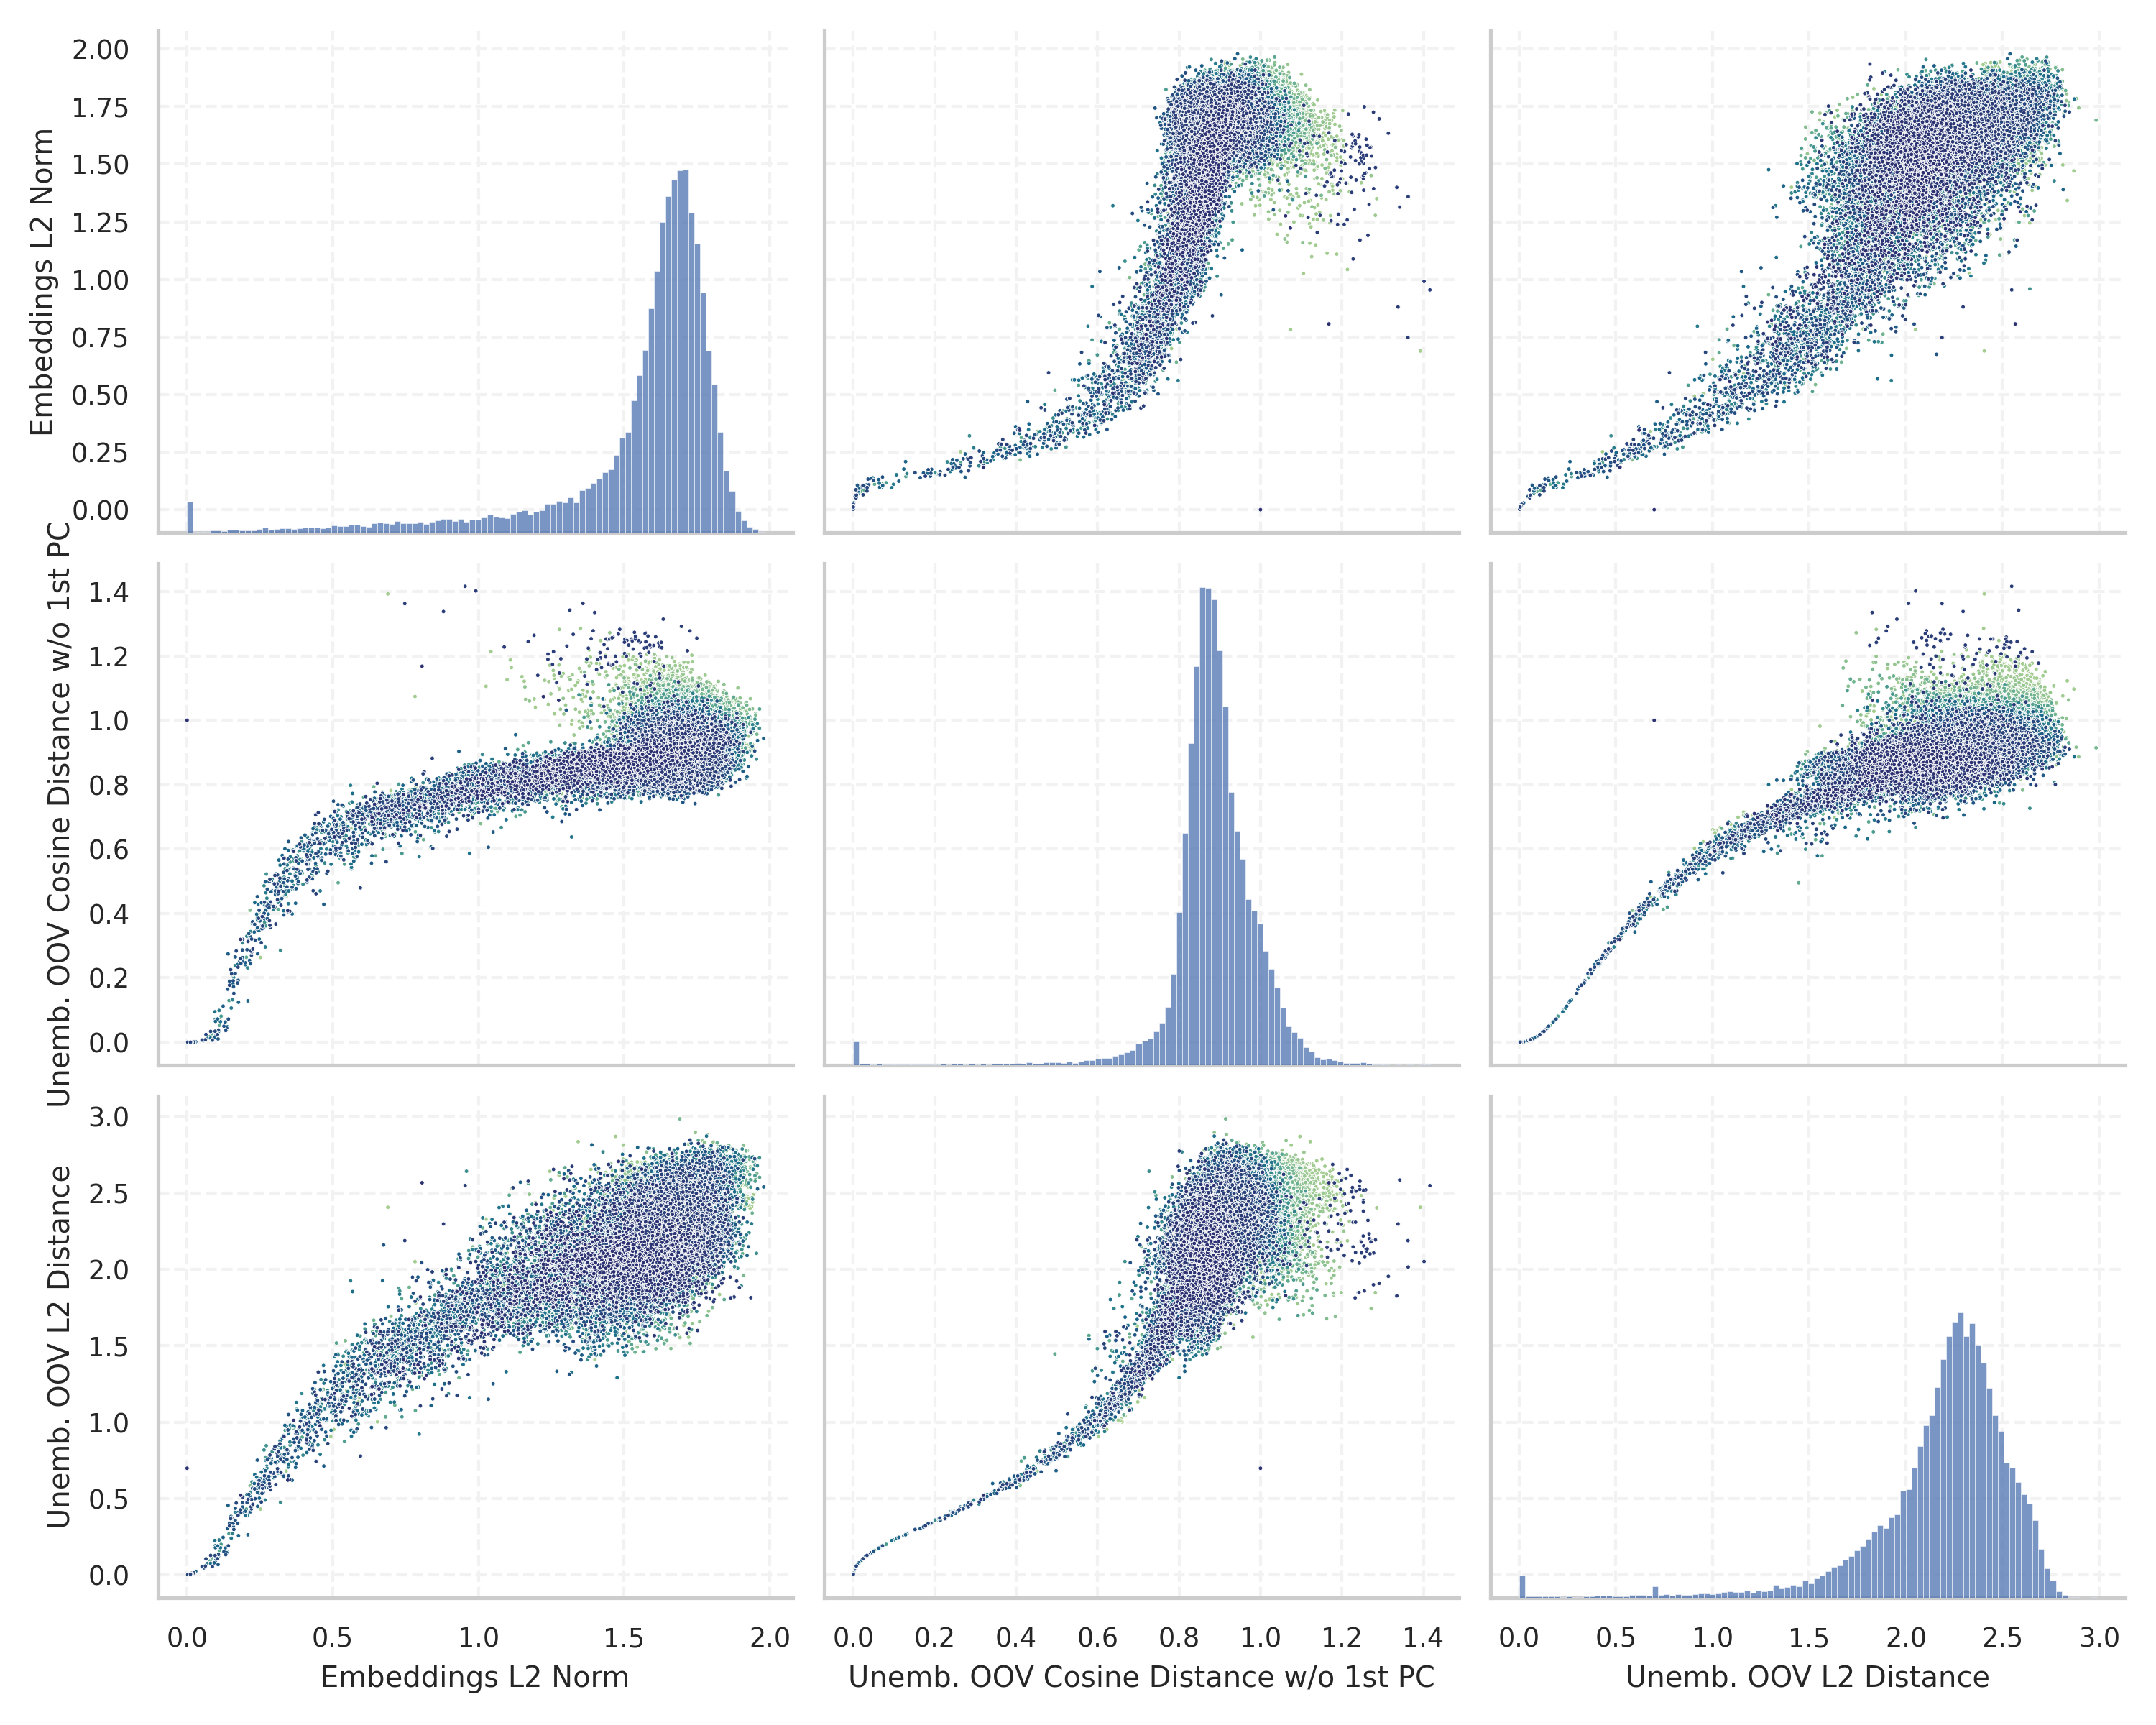 Embeddings L2 Norm
2.00
1.75
1.50
1.25
1.00
0.75
0.50
0.25
0.00
Unemb. OOV Cosine Distance w/o 1st PC
1.4
1.2
1.0
0.8
0.6
0.4
0.2
0.0
Unemb. OOV L2 Distance
3.0
2.5
2.0
1.5
1.0
0.5
0.0
0.0 0.5 1.0 1.5 2.0
Embeddings L2 Norm
0.0 0.2 0.4 0.6 0.8 1.0 1.2 1.4
Unemb. OOV Cosine Distance w/o 1st PC
0.0 0.5 1.0 1.5 2.0 2.5 3.0
Unemb. OOV L2 Distance